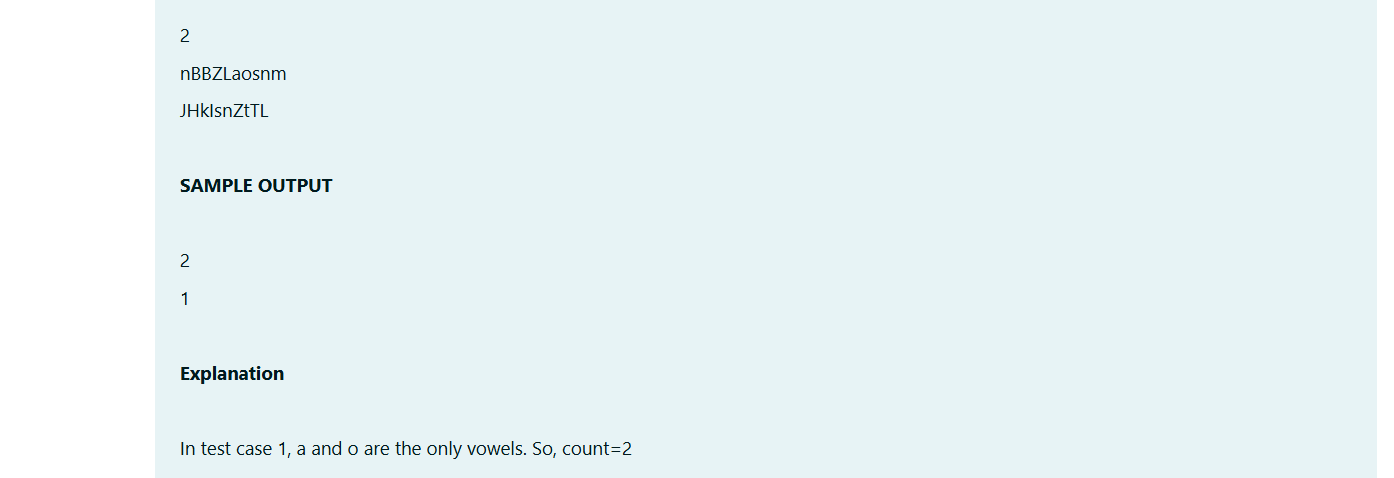 2
nBBZLaosnm
JHkIsnZtTL
SAMPLE OUTPUT
2
1
Explanation
In test case 1, a and o are the only vowels. So, count=2